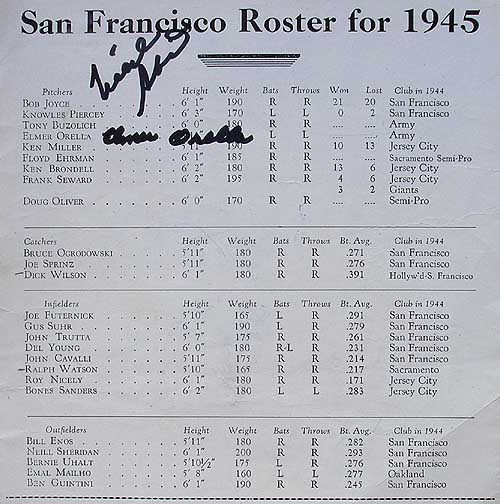 San Francisco Roster for 1945
Pitchers Height Weight Bats Throws Won Lost Club in 1944
BOB JOYCE 6' 1" 190 R R 21 20 San Francisco
KNOWLES PIERCEY 6' 3" 170 L R 0 2 San Francisco
TONY BUZOLICH 6' 0" 180 R L .... .... Army
ELMER ORELLA L L .... .... Army
Elmer Orella
KEN MILLER 6' 1" 190 R R 10 13 Jersey City
FLOYD EHRMAN 6' 1" 185 R R .... .... Sacramento Semi-Pro
KEN BRONDELL 6' 2" 180 R R 13 6 Jersey City
FRANK SEWARD 6' 2" 195 R R 4 6 Jersey City
3 2 Giants
DOUG OLIVER 6' 0" 170 R R .... .... Semi-Pro
Catchers Height Weight Bats Throws Bt. Avg. Club in 1944
BRUCE OGRODOWSKI 5'11" 180 R R .271 San Francisco
JOE SPRINZ 5'11" 180 R R .276 San Francisco
DICK WILSON 6' 1" 180 R R .391 Hollyw'd-S. Francisco
Infielders Height Weight Bats Throws Bt. Avg. Club in 1944
JOE FUTERNICK 5'10" 165 L R .291 San Francisco
GUS SUHR 6' 1" 190 L R .279 San Francisco
JOHN TRUTTA 5' 7" 175 R R .261 San Francisco
DEL YOUNG 6' 0" 180 R-L R .231 San Francisco
JOHN CAVALLI 5'11" 175 R R .214 San Francisco
RALPH WATSON 5'10" 165 R R .217 Sacramento
ROY NICELY 6' 1" 180 R R .171 Jersey City
BONES SANDERS 6' 2" 180 L L .283 Jersey City
Outfielders Height Weight Bats Throws Bt. Avg. Club in 1944
BILL ENOS 5'11" 180 R R .282 San Francisco
NEILL SHERIDAN 6' 1" 200 R R .293 San Francisco
BERNIE UHALT 5'10½" 175 L R .276 San Francisco
EMAL MAILHO 5' 8" 160 L L .277 Oakland
BEN GUINTINI 6' 1" 190 R R .245 San Francisco